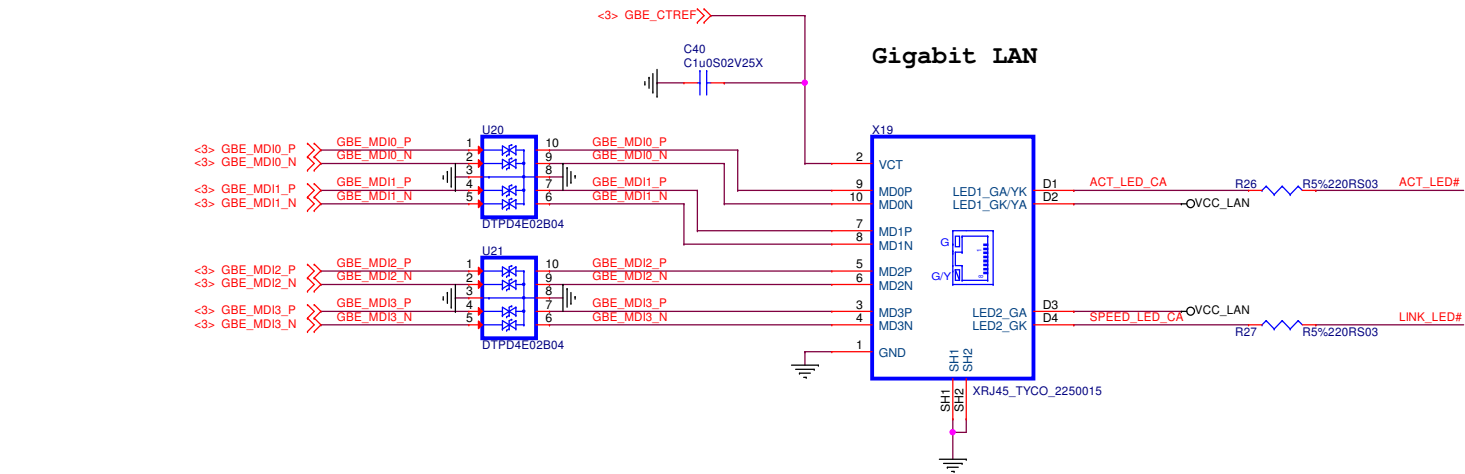 <3> GBE_CTREF
C40
C1u0S02V25X
Gigabit LAN
U20
X19
<3> GBE_MDI0_P GBE_MDI0_P 1 10 GBE_MDI0_P
<3> GBE_MDI0_N GBE_MDI0_N 2 9 GBE_MDI0_N
3 8
<3> GBE_MDI1_P GBE_MDI1_P 4 7 GBE_MDI1_P
<3> GBE_MDI1_N GBE_MDI1_N 5 6 GBE_MDI1_N
DTPD4E02B04
2 VCT
9 MD0P LED1_GA/YK D1 ACT_LED_CA R26 R5%220RS03 ACT_LED#
10 MD0N LED1_GK/YA D2 VCC_LAN
7 MD1P
8 MD1N
G
G/Y
1
8
U21
<3> GBE_MDI2_P GBE_MDI2_P 1 10 GBE_MDI2_P 5 MD2P
<3> GBE_MDI2_N GBE_MDI2_N 2 9 GBE_MDI2_N 6 MD2N
3 8
<3> GBE_MDI3_P GBE_MDI3_P 4 7 GBE_MDI3_P 3 MD3P LED2_GA D3 VCC_LAN
<3> GBE_MDI3_N GBE_MDI3_N 5 6 GBE_MDI3_N 4 MD3N LED2_GK D4 SPEED_LED_CA R27 R5%220RS03 LINK_LED#
DTPD4E02B04
1 GND
SH1
SH2
XRJ45_TYCO_2250015
SH1
SH2